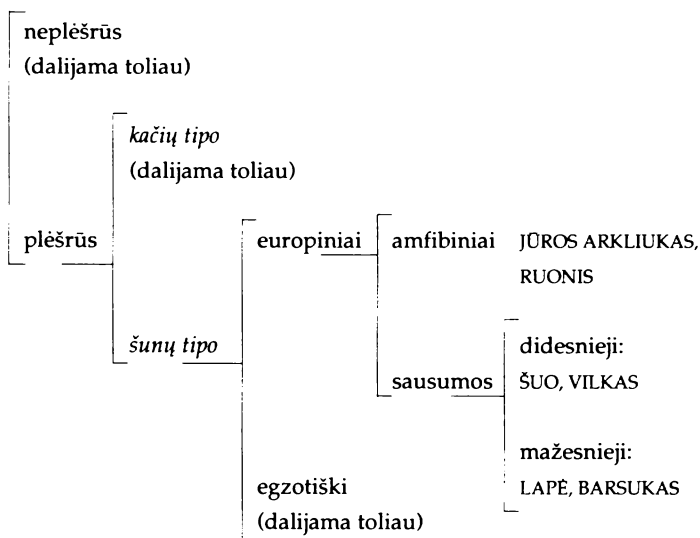 neplėšrūs
(dalijama toliau)
kačių tipo
(dalijama toliau)
plėšrūs
europiniai
amfibiniai
JŪROS ARKLIUKAS,
RUONIS
šunų tipo
didesnieji:
sausumos
ŠUO, VILKAS
mažesnieji:
egzotiški
LAPĖ, BARSUKAS
(dalijama toliau)